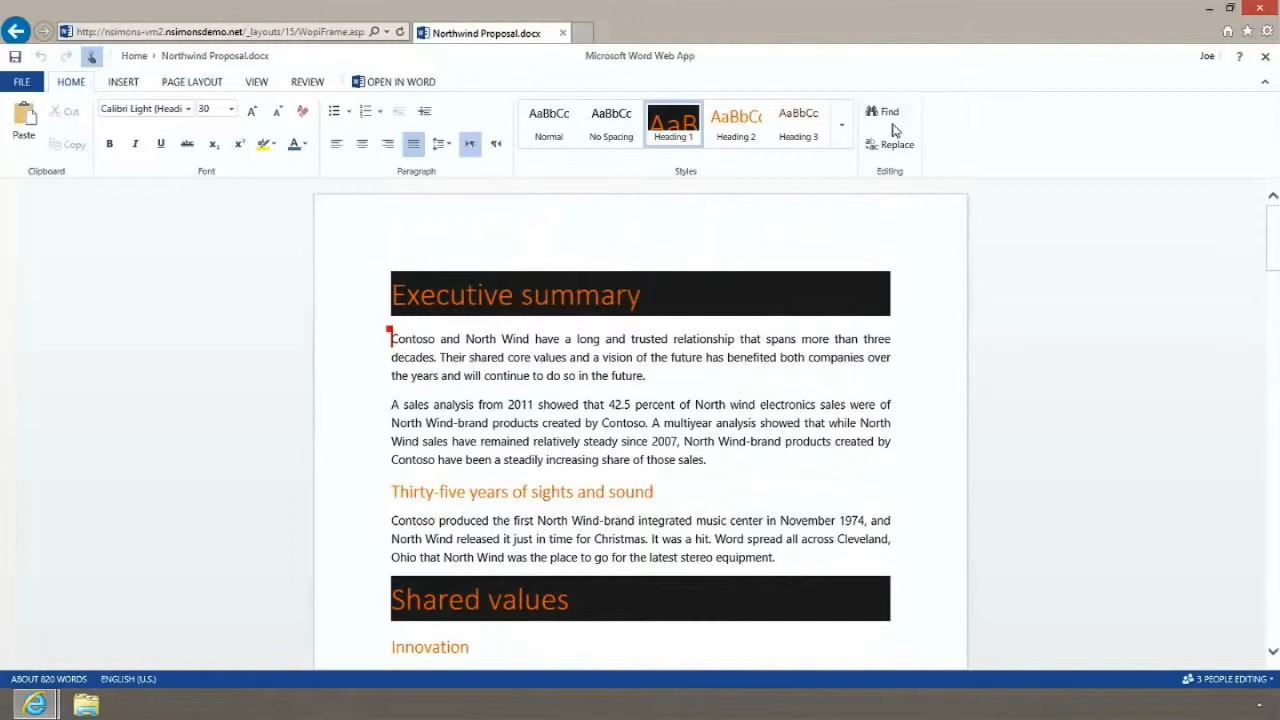 http://nsimons-vm2.nsimonsdemo.net/_layouts/15/WopiFrame.asp
Northwind Proposal.docx
Home › Northwind Proposal.docx
Microsoft Word Web App
Joe
?
FILE HOME INSERT PAGE LAYOUT VIEW REVIEW OPEN IN WORD
Paste
Cut
Copy
Clipboard
Calibri Light (Headi 30
B I U abc x₂ x² A
Font
Paragraph
AaBbCc AaBbCc AaB AaBbCc AaBbCc
Normal No Spacing Heading 1 Heading 2 Heading 3
Styles
Find
Replace
Editing
Executive summary
Contoso and North Wind have a long and trusted relationship that spans more than three
decades. Their shared core values and a vision of the future has benefited both companies over
the years and will continue to do so in the future.
A sales analysis from 2011 showed that 42.5 percent of North wind electronics sales were of
North Wind-brand products created by Contoso. A multiyear analysis showed that while North
Wind sales have remained relatively steady since 2007, North Wind-brand products created by
Contoso have been a steadily increasing share of those sales.
Thirty-five years of sights and sound
Contoso produced the first North Wind-brand integrated music center in November 1974, and
North Wind released it just in time for Christmas. It was a hit. Word spread all across Cleveland,
Ohio that North Wind was the place to go for the latest stereo equipment.
Shared values
Innovation
ABOUT 820 WORDS ENGLISH (U.S.)
3 PEOPLE EDITING